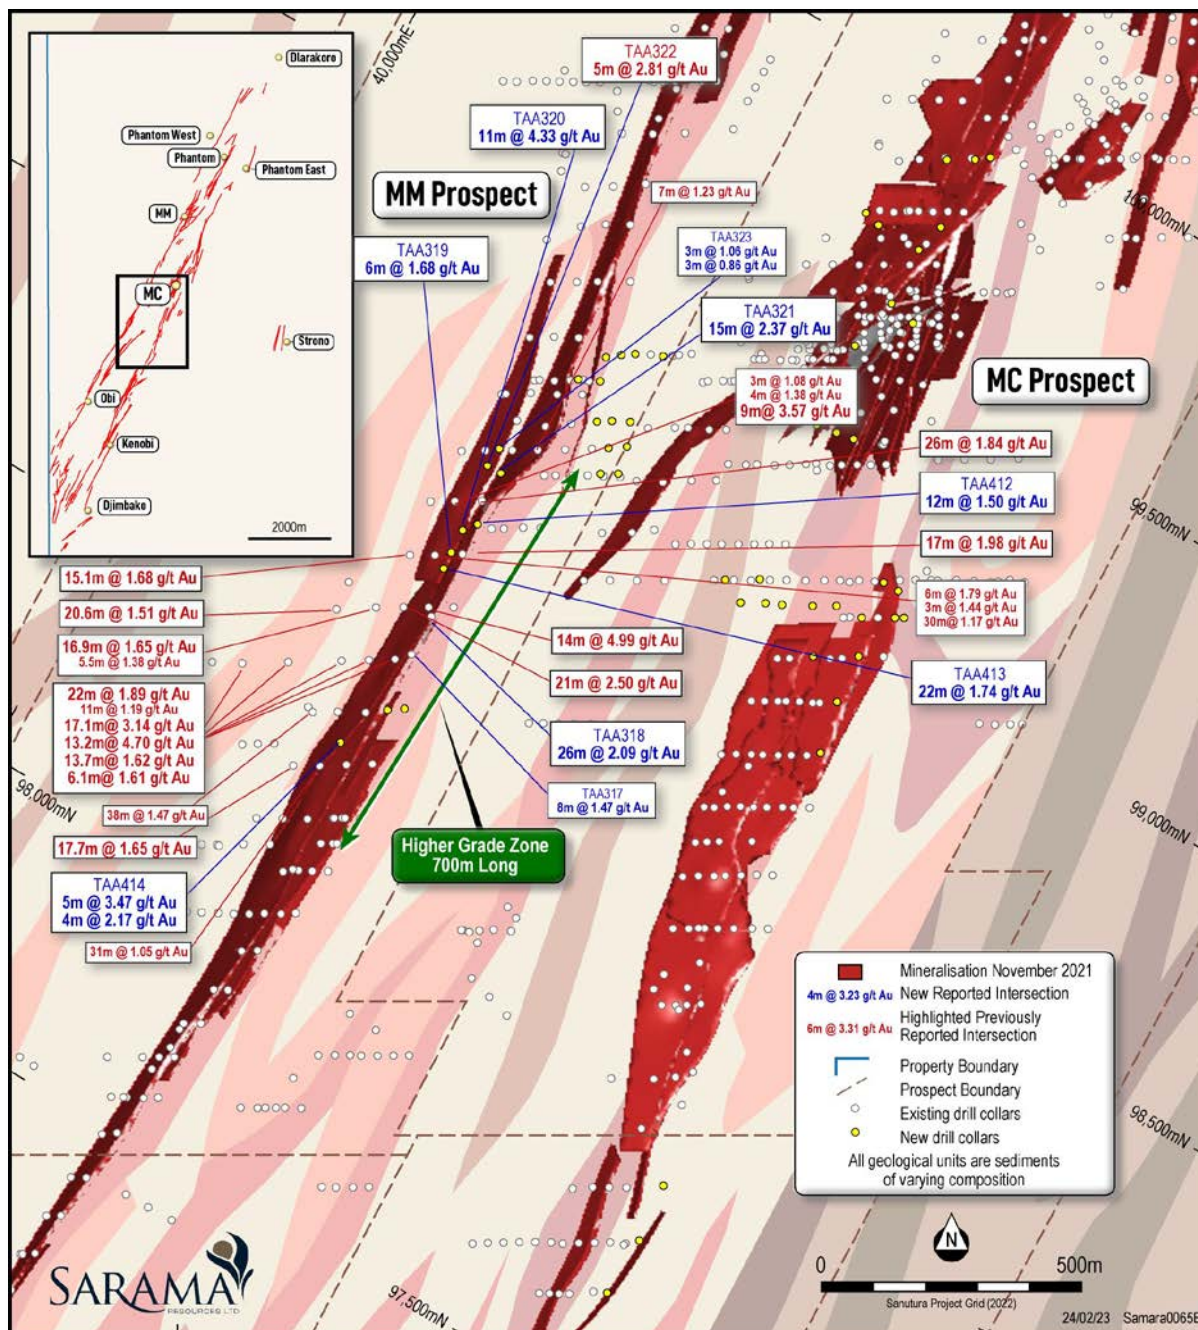 Diarakoro
Phantom West
Phantom
Phantom East
MM
MC
Strono
Obi
Kenobi
Djimbake
2000m
40,000mE
TAA322
5m @ 2.81 g/t Au
TAA320
11m @ 4.33 g/t Au
MM Prospect
7m @ 1.23 g/t Au
TAA319
6m @ 1.68 g/t Au
TAA323
3m @ 1.06 g/t Au
3m @ 0.86 g/t Au
TAA321
15m @ 2.37 g/t Au
100,000mN
MC Prospect
3m @ 1.08 g/t Au
4m @ 1.38 g/t Au
9m@ 3.57 g/t Au
26m @ 1.84 g/t Au
TAA412
12m @ 1.50 g/t Au
99,500mN
17m @ 1.98 g/t Au
15.1m @ 1.68 g/t Au
6m @ 1.79 g/t Au
3m @ 1.44 g/t Au
30m@ 1.17 g/t Au
20.6m @ 1.51 g/t Au
14m @ 4.99 g/t Au
16.9m @ 1.65 g/t Au
5.5m @ 1.38 g/t Au
21m @ 2.50 g/t Au
TAA413
22m @ 1.74 g/t Au
22m @ 1.89 g/t Au
11m @ 1.19 g/t Au
17.1m @ 3.14 g/t Au
13.2m @ 4.70 g/t Au
13.7m @ 1.62 g/t Au
6.1m @ 1.61 g/t Au
TAA318
26m @ 2.09 g/t Au
98,000mN
TAA317
8m @ 1.47 g/t Au
99,000mN
38m @ 1.47 g/t Au
17.7m @ 1.65 g/t Au
Higher Grade Zone
700m Long
TAA414
5m @ 3.47 g/t Au
4m @ 2.17 g/t Au
31m @ 1.05 g/t Au
Mineralisation November 2021
4m @ 3.23 g/t Au New Reported Intersection
6m @ 3.31 g/t Au Highlighted Previously
Reported Intersection
Property Boundary
Prospect Boundary
Existing drill collars
New drill collars
All geological units are sediments
of varying composition
98,500mN
N
0 500m
Sanutura Project Grid (2022)
SARAMA
RESOURCES LTD
97,500mN
24/02/23 Samara0065E